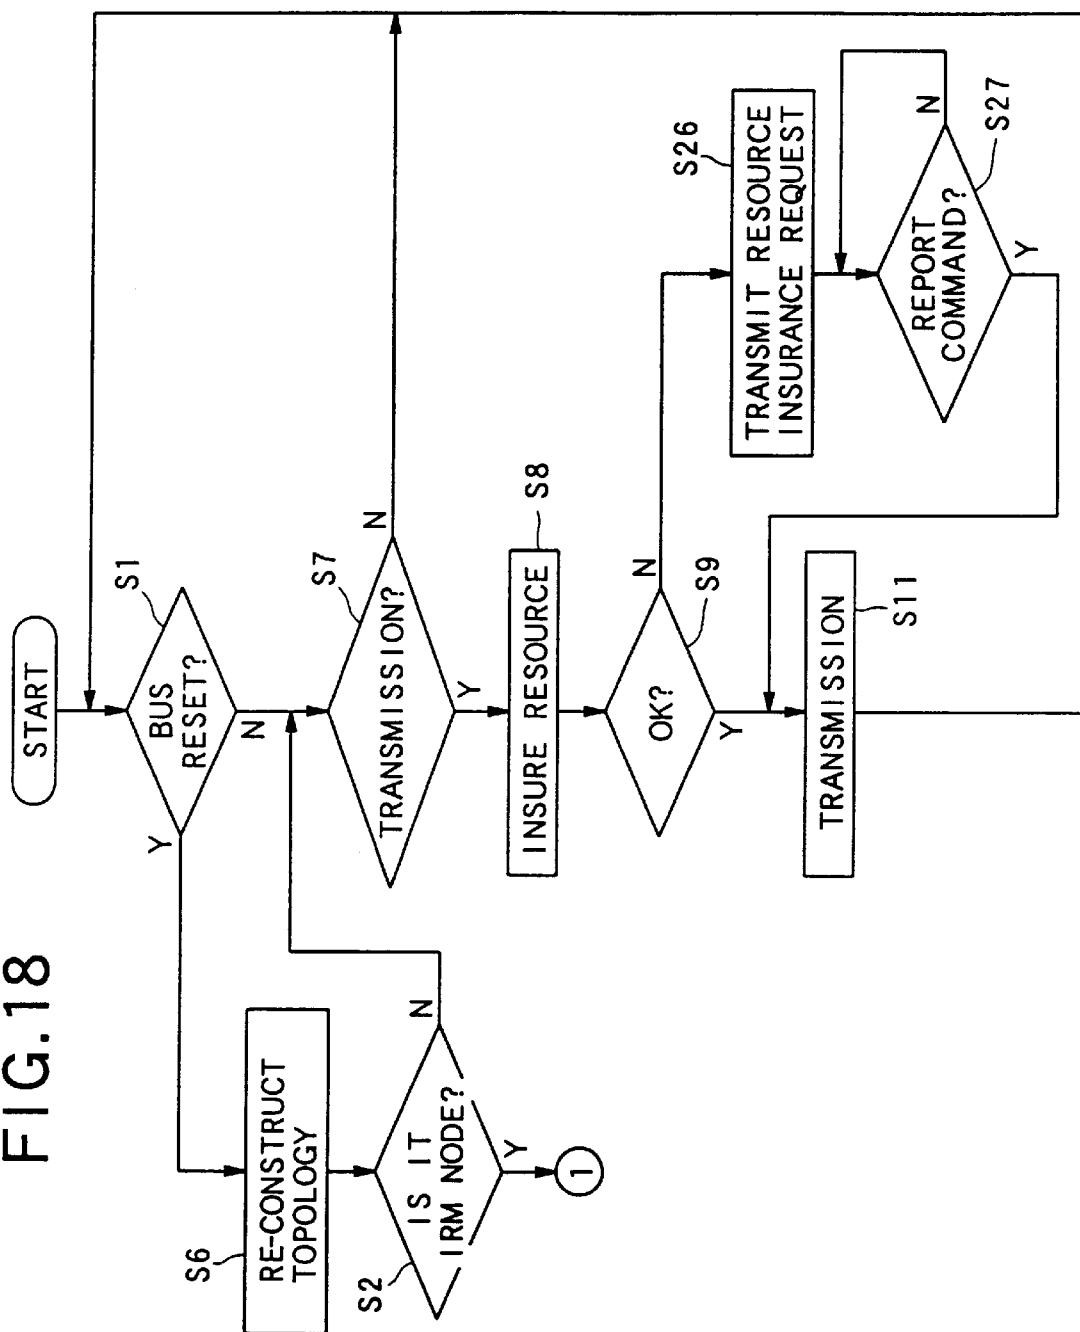 FIG.18
START
S1
BUS
RESET?
Y
N
S6
RE-CONSTRUCT
TOPOLOGY
S2
IS IT
IRM NODE?
N
Y
1
S7
TRANSMISSION?
N
Y
INSURE RESOURCE
S8
OK?
S9
N
Y
S26
TRANSMIT RESOURCE
INSURANCE REQUEST
REPORT
COMMAND?
S27
N
Y
TRANSMISSION
S11